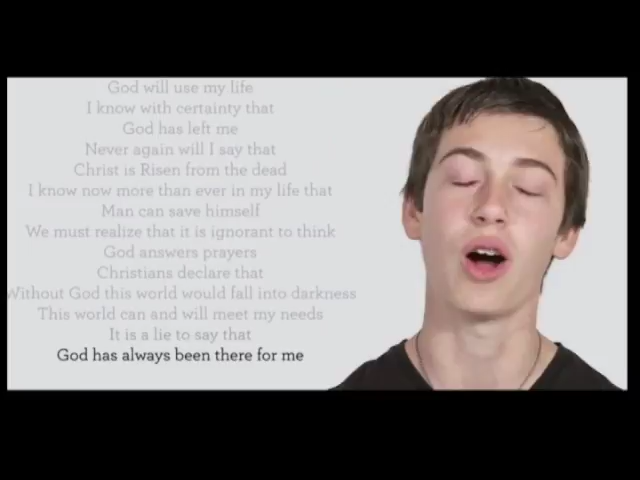 God will use my life
I know with certainty that
God has left me
Never again will I say that
Christ is Risen from the dead
I know now more than ever in my life that
Man can save himself
We must realize that it is ignorant to think
God answers prayers
Christians declare that
Without God this world would fall into darkness
This world can and will meet my needs
It is a lie to say that
God has always been there for me